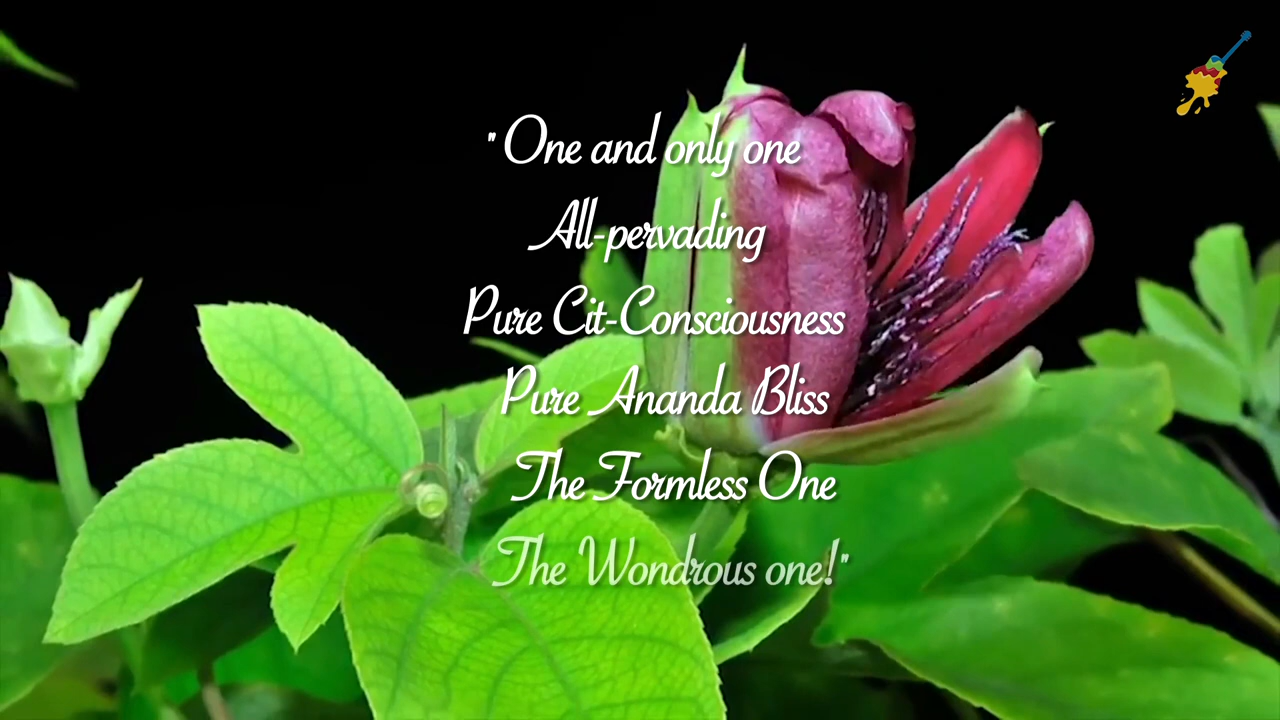 "One and only one
All-pervading
Pure Cit-Consciousness
Pure Ananda Bliss
The Formless One
The Wondrous one!"